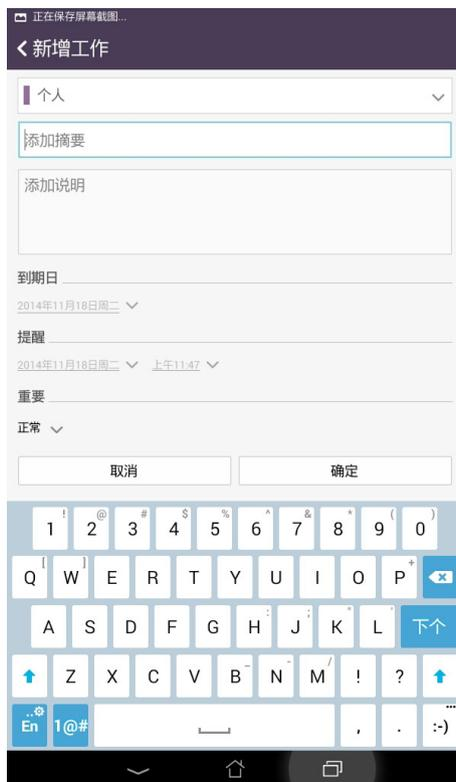 正在保存屏幕截图...
新增工作
个人
添加摘要
添加说明
到期日
2014年11月18日周二
提醒
2014年11月18日周二 上午11:47
重要
正常
取消 确定
! @ # $ % ^ & * ( )
1 2 3 4 5 6 7 8 9 0
[ ] +
Q W E R T Y U I O P
: ; " '
A S D F G H J K L 下个
_ - /
Z X C V B N M ! ?
En 1@# , . :-)